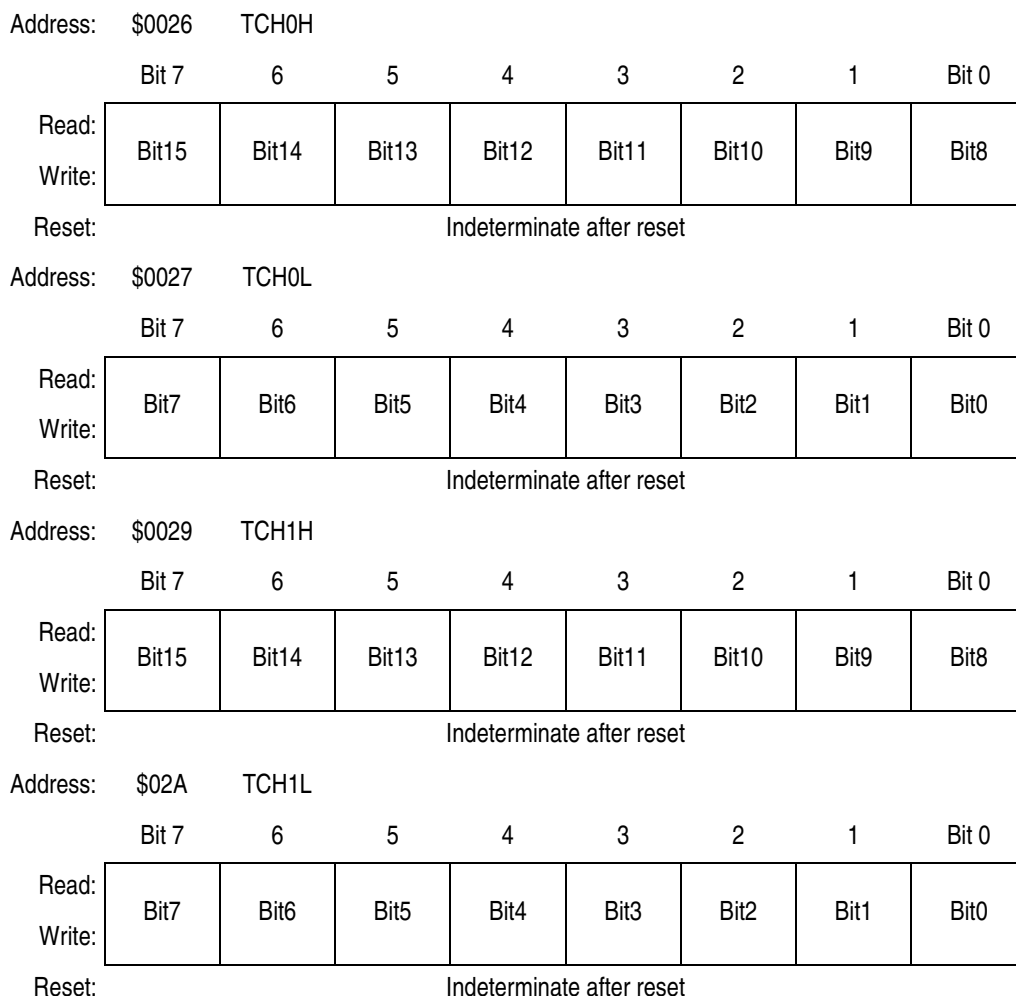 Address: $0026 TCH0H
Bit 7 6 5 4 3 2 1 Bit 0
Read:
Bit15 Bit14 Bit13 Bit12 Bit11 Bit10 Bit9 Bit8
Write:
Reset: Indeterminate after reset
Address: $0027 TCH0L
Bit 7 6 5 4 3 2 1 Bit 0
Read:
Bit7 Bit6 Bit5 Bit4 Bit3 Bit2 Bit1 Bit0
Write:
Reset: Indeterminate after reset
Address: $0029 TCH1H
Bit 7 6 5 4 3 2 1 Bit 0
Read:
Bit15 Bit14 Bit13 Bit12 Bit11 Bit10 Bit9 Bit8
Write:
Reset: Indeterminate after reset
Address: $02A TCH1L
Bit 7 6 5 4 3 2 1 Bit 0
Read:
Bit7 Bit6 Bit5 Bit4 Bit3 Bit2 Bit1 Bit0
Write:
Reset: Indeterminate after reset